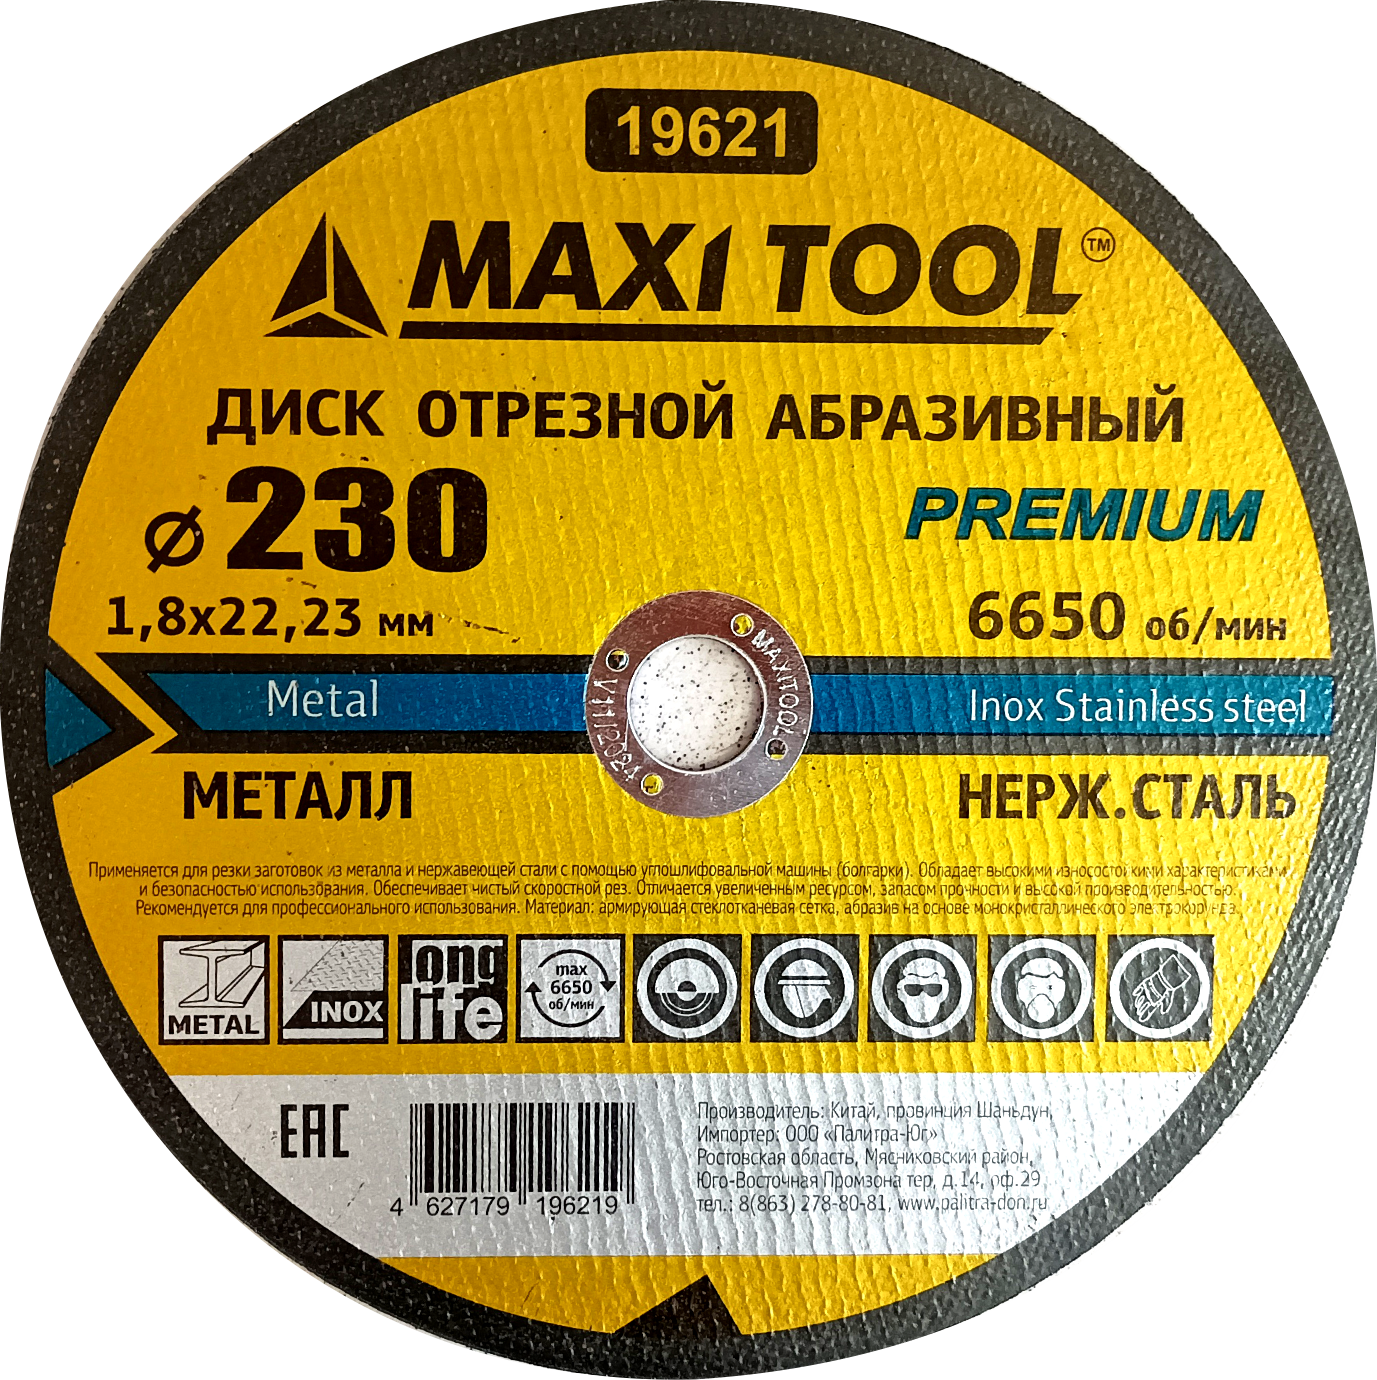 19621
MAXI TOOL™
ДИСК ОТРЕЗНОЙ АБРАЗИВНЫЙ
⌀ 230
PREMIUM
1,8x22,23 мм
6650 об/мин
MAXITOOL
V11/2024
Metal
Inox Stainless steel
МЕТАЛЛ
НЕРЖ.СТАЛЬ
Применяется для резки заготовок из металла и нержавеющей стали с помощью углошлифовальной машины (болгарки). Обладает высокими износостойкими характеристиками
и безопасностью использования. Обеспечивает чистый скоростной рез. Отличается увеличенным ресурсом, запасом прочности и высокой производительностью.
Рекомендуется для профессионального использования. Материал: армирующая стеклотканевая сетка, абразив на основе монокристаллического электрокорунда.
METAL
INOX
long
life
max
6650
об/мин
EAC
4 627179 196219
Производитель: Китай, провинция Шаньдун,
Импортер: ООО «Палитра-Юг»
Ростовская область, Мясниковский район,
Юго-Восточная Промзона тер, д.14, оф.29
тел.: 8(863) 278-80-81, www.palitra-don.ru